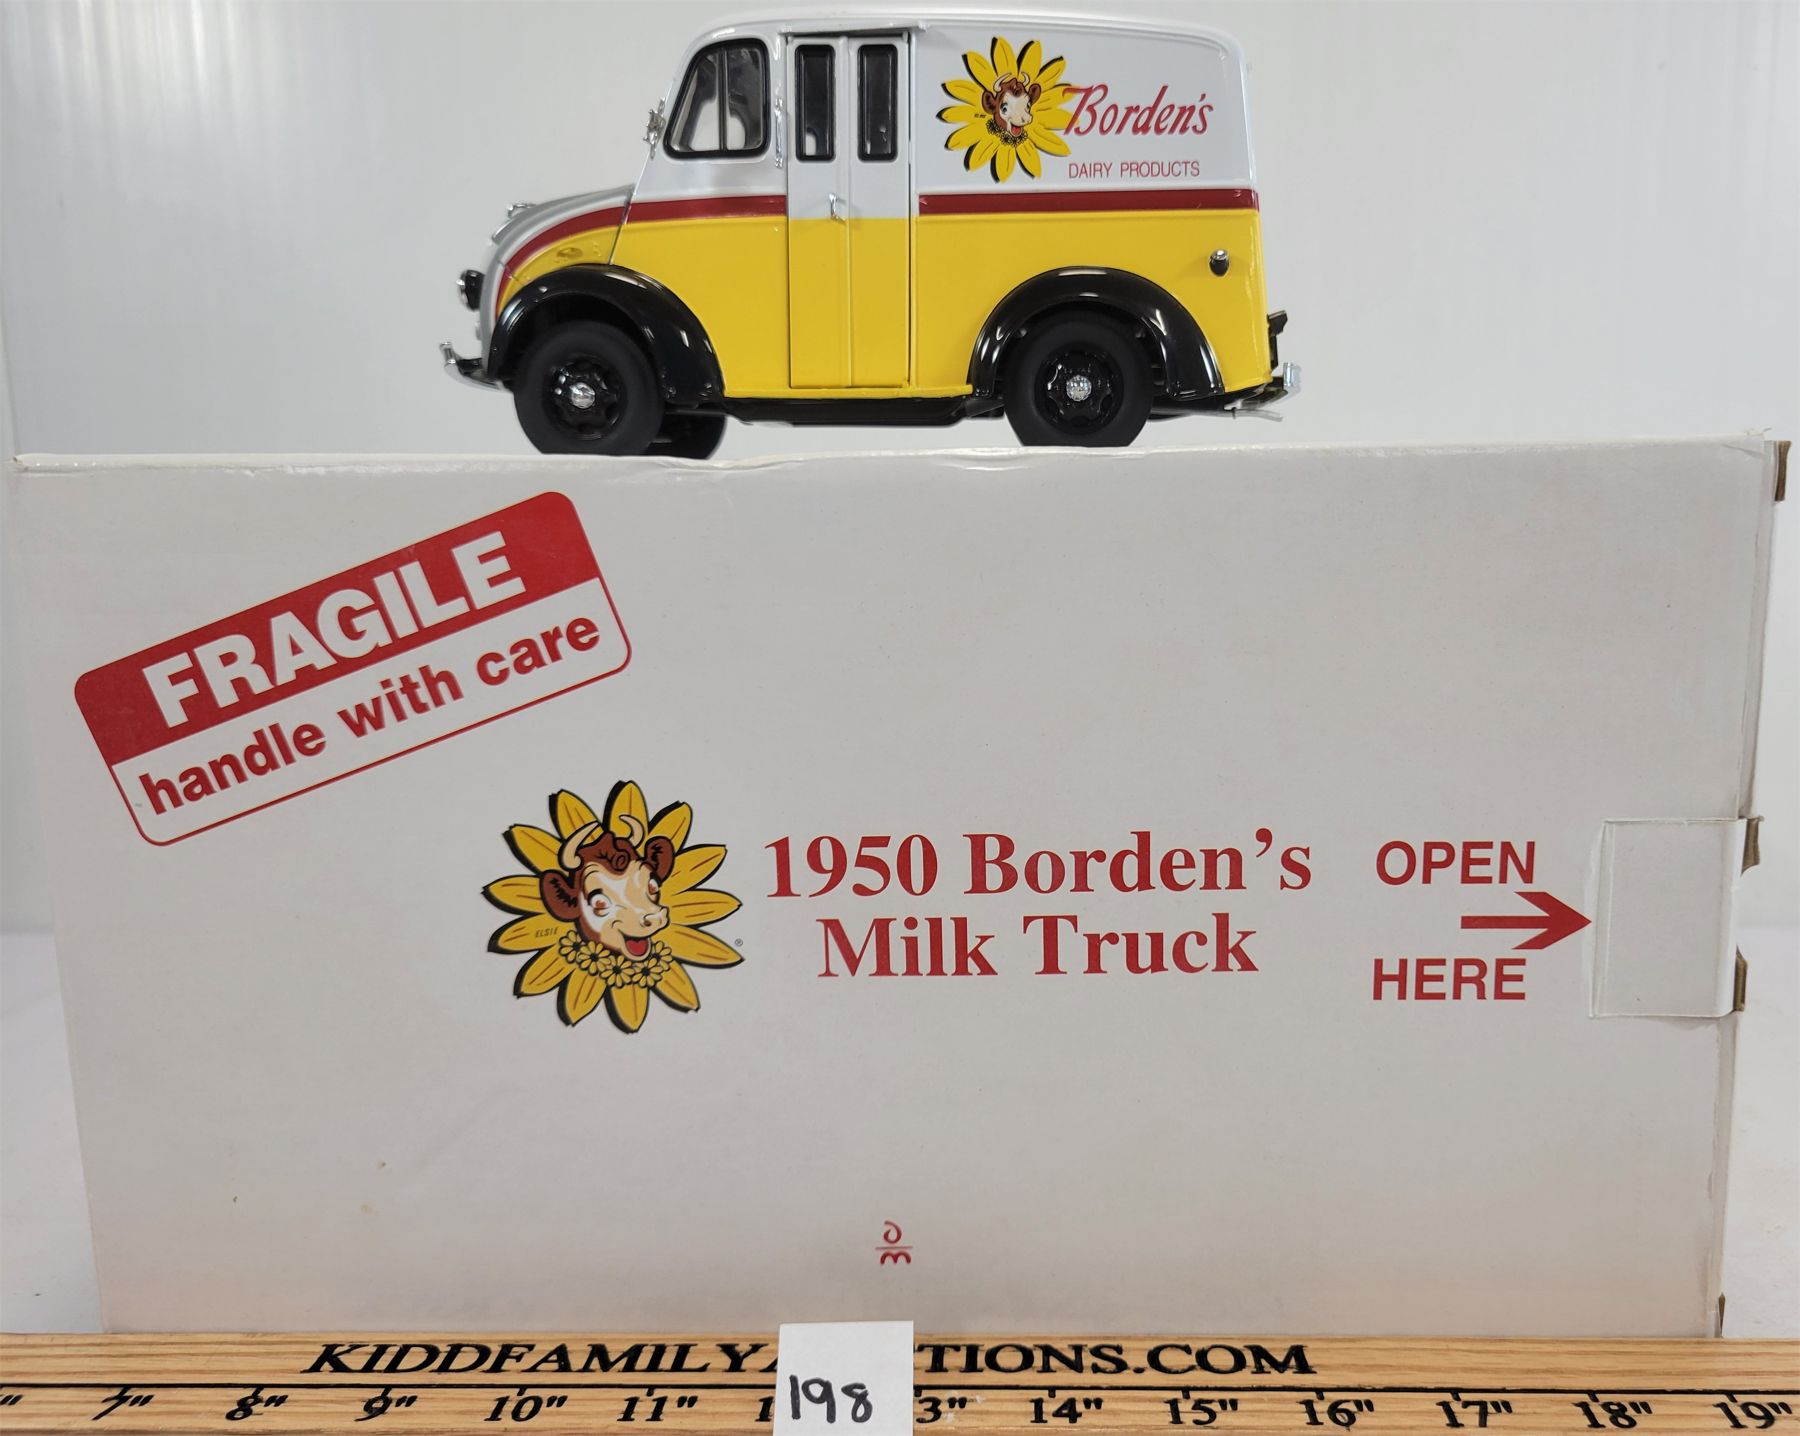 Borden's
DAIRY PRODUCTS
FRAGILE
handle with care
ELSIE
®
1950 Borden's
Milk Truck
OPEN
HERE
KIDDFAMILYA TIONS.COM
7" 8" 9" 10" 11" 1 198 3" 14" 15" 16" 17" 18" 19"